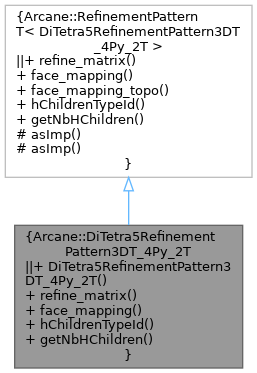 {Arcane::RefinementPattern
T< DiTetra5RefinementPattern3DT
_4Py_2T >
||+ refine_matrix()
+ face_mapping()
+ face_mapping_topo()
+ hChildrenTypeId()
+ getNbHChildren()
# asImp()
# asImp()
}
{Arcane::DiTetra5Refinement
Pattern3DT_4Py_2T
||+ DiTetra5RefinementPattern3
DT_4Py_2T()
+ refine_matrix()
+ face_mapping()
+ hChildrenTypeId()
+ getNbHChildren()
}